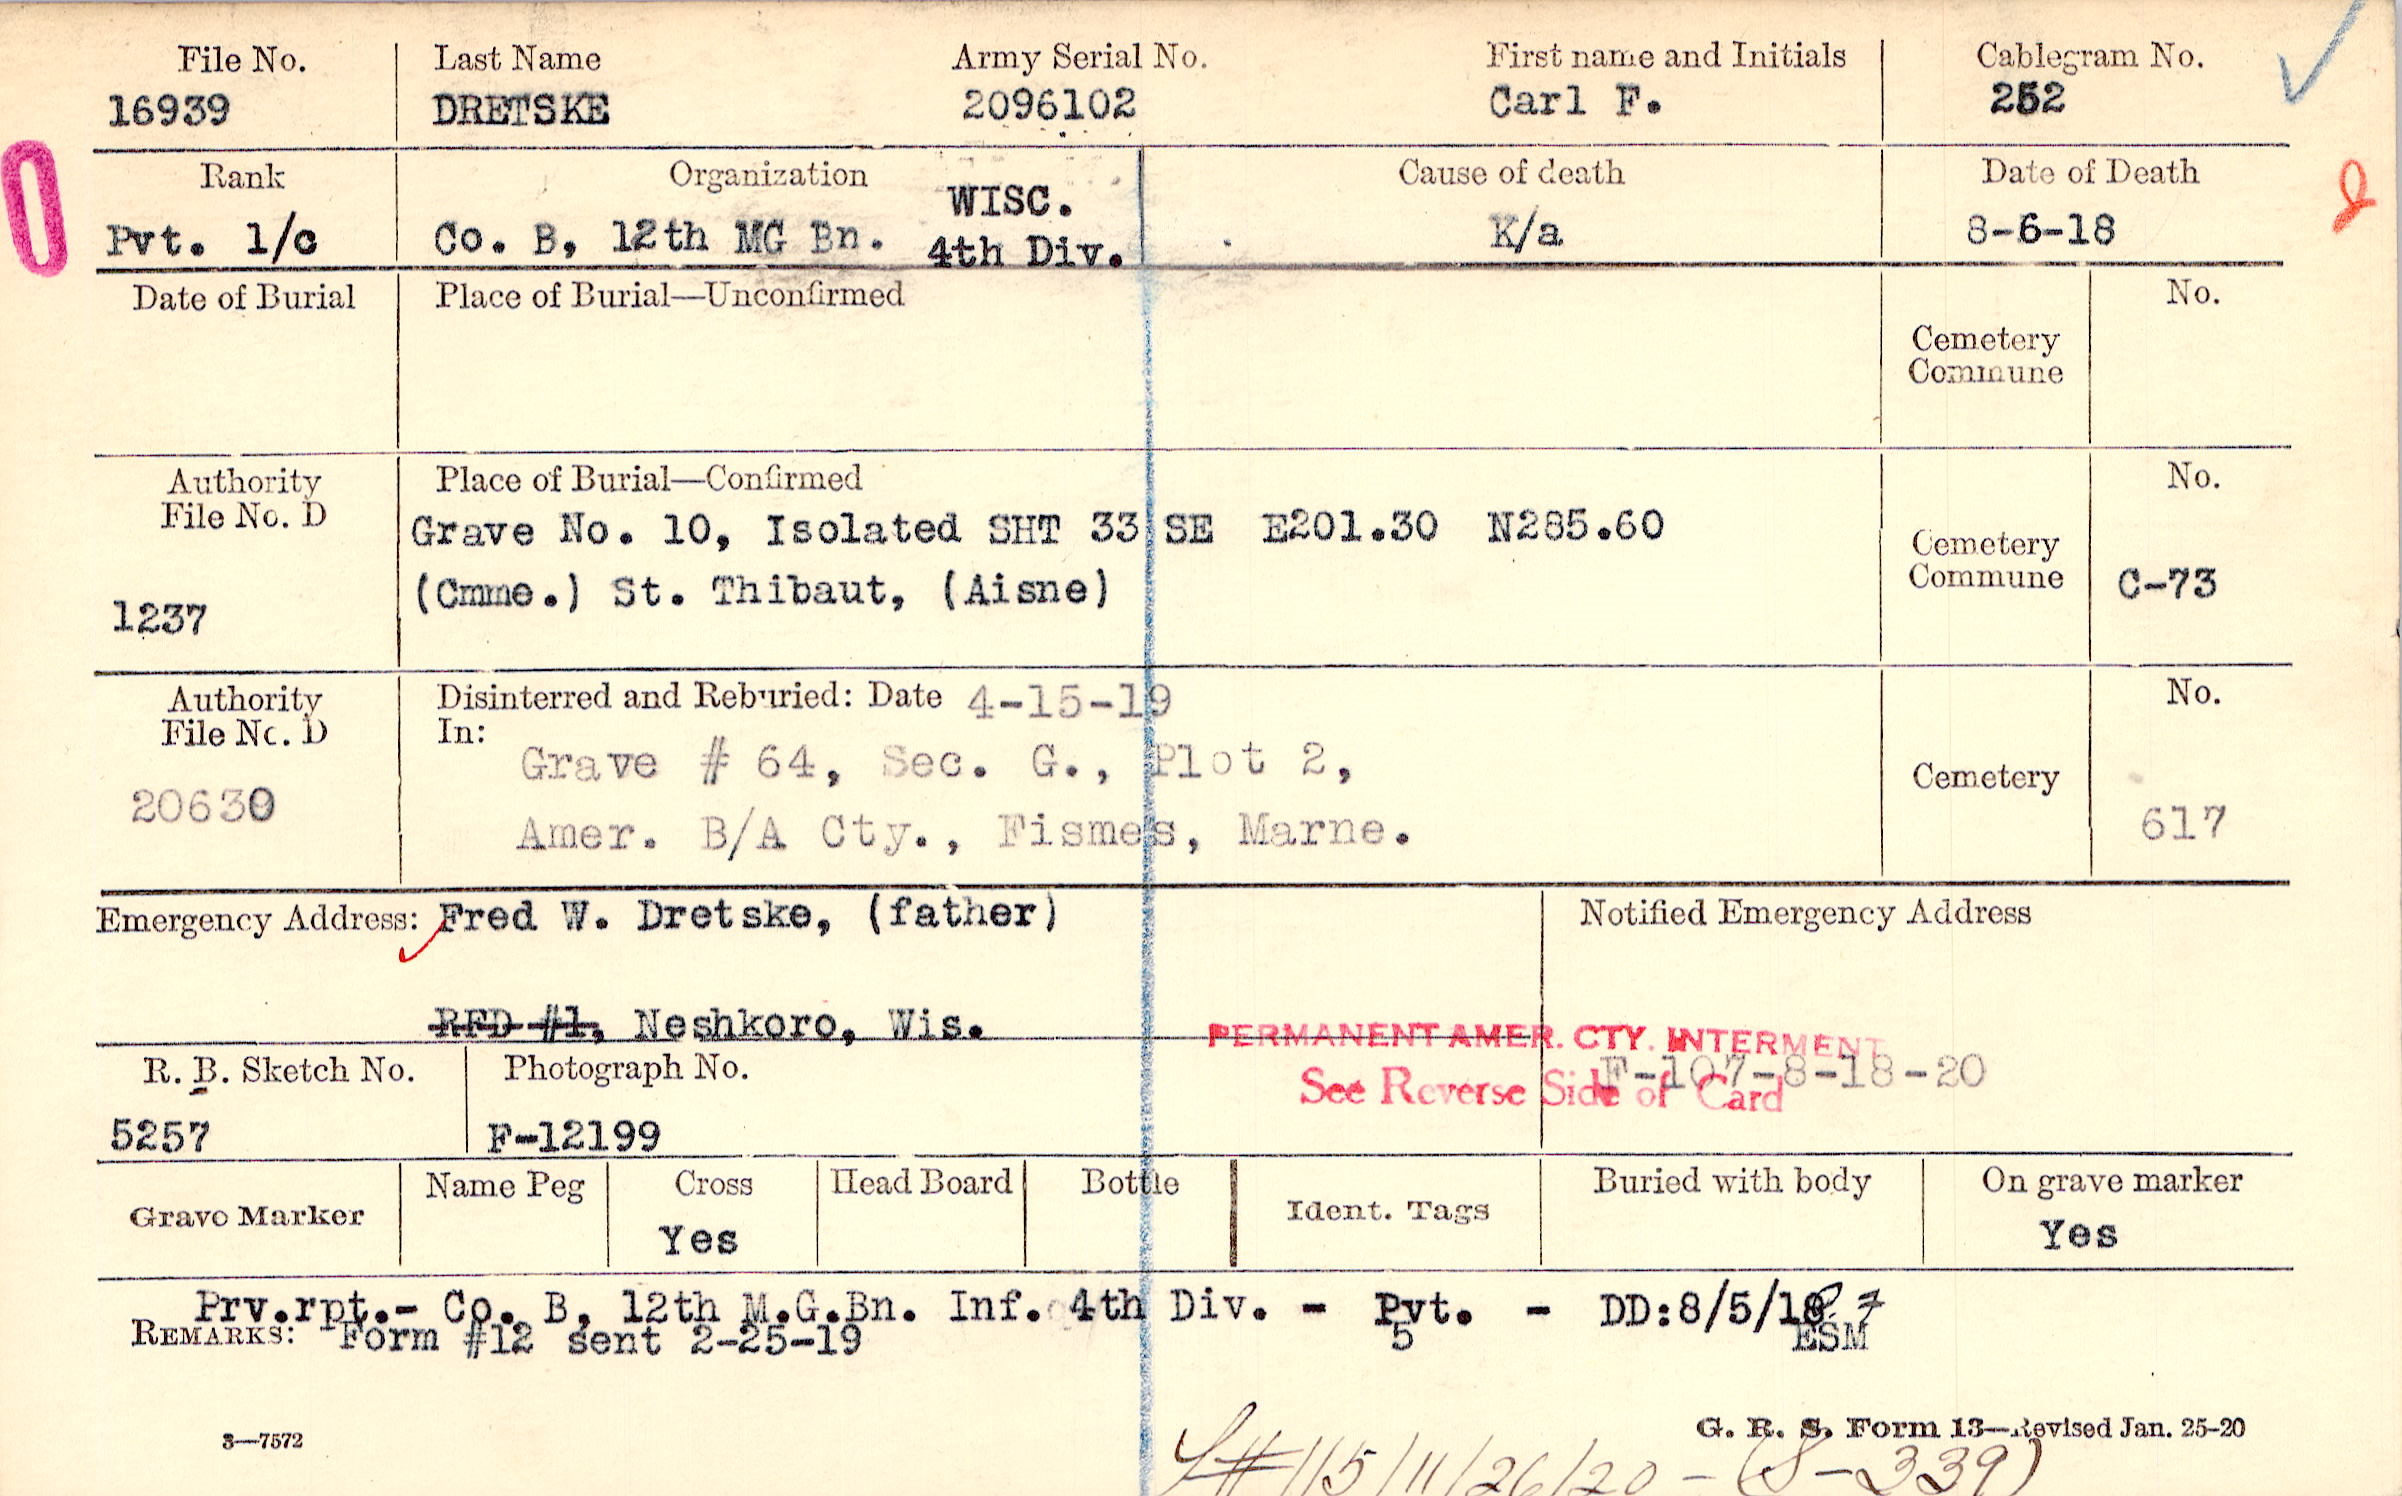 File No. Last Name Army Serial No. First name and Initials Cablegram No.
16939 DRETSKE 2096102 Carl F. 252
Rank Organization Cause of death Date of Death
WISC.
Pvt. 1/c Co. B, 12th MG Bn. 4th Div. K/a 8-6-18
Date of Burial Place of Burial—Unconfirmed No.
Cemetery
Commune
Authority Place of Burial—Confirmed No.
File No. D
Grave No. 10, Isolated SHT 33 SE E201.30 N285.60
Cemetery
(Cmme.) St. Thibaut, (Aisne) Commune C-73
1237
Authority Disinterred and Reburied: Date 4-15-19 No.
File No. D In:
Grave # 64, Sec. G., Plot 2,
20630 Cemetery
Amer. B/A Cty., Fismes, Marne. 617
Emergency Address: Fred W. Dretske, (father) Notified Emergency Address
RFD #1, Neshkoro, Wis.
PERMANENT AMER. CTY. INTERMENT
R. B. Sketch No. Photograph No. F-107-8-18-20
See Reverse Side of Card
5257 F-12199
Grave Marker Name Peg Cross Head Board Bottle Ident. Tags Buried with body On grave marker
Yes Yes
Prv.rpt.- Co. B, 12th M.G.Bn. Inf. 4th Div. - Pvt. - DD:8/5/18
REMARKS: Form #12 sent 2-25-19 5 ESM
3—7572 G. R. S. Form 13—Revised Jan. 25-20
115/11/26/20 - (S-339)